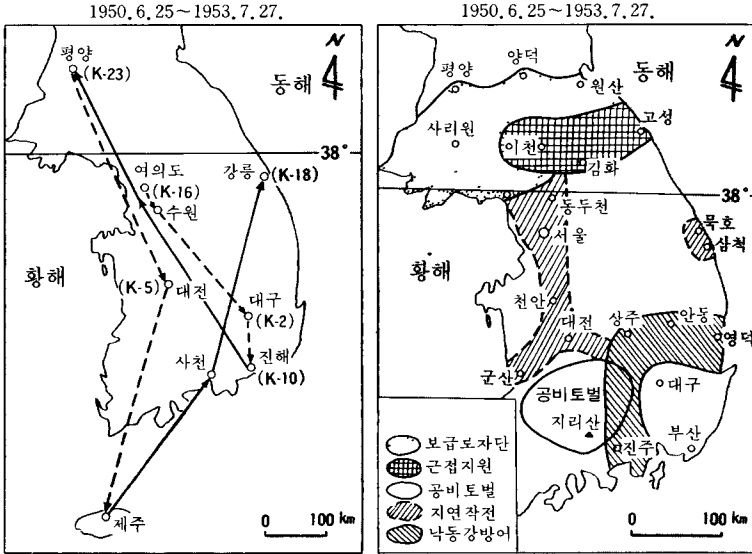 1950.6.25~1953.7.27.
N
평양
(K-23)
동해
38°
여의도
(K-16)
수원
강릉
(K-18)
황해
(K-5)
대전
대구
(K-2)
사천
진해
(K-10)
제주
0 100 km
1950.6.25~1953.7.27.
N
평양
양덕
원산
동해
사리원
이천
고성
김화
38°
동두천
서울
묵호
삼척
황해
천안
대전
상주
안동
영덕
군산
공비토벌
지리산
대구
진주
부산
보급로차단
근접지원
공비토벌
지연작전
낙동강방어
0 100 km